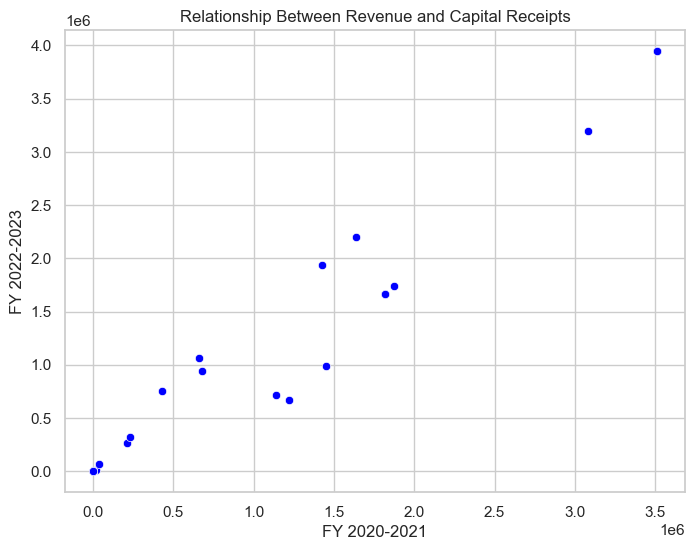 Relationship Between Revenue and Capital Receipts
1e6
4.0
3.5
3.0
2.5
2.0
1.5
1.0
0.5
0.0
FY 2022-2023
0.0 0.5 1.0 1.5 2.0 2.5 3.0 3.5
1e6
FY 2020-2021